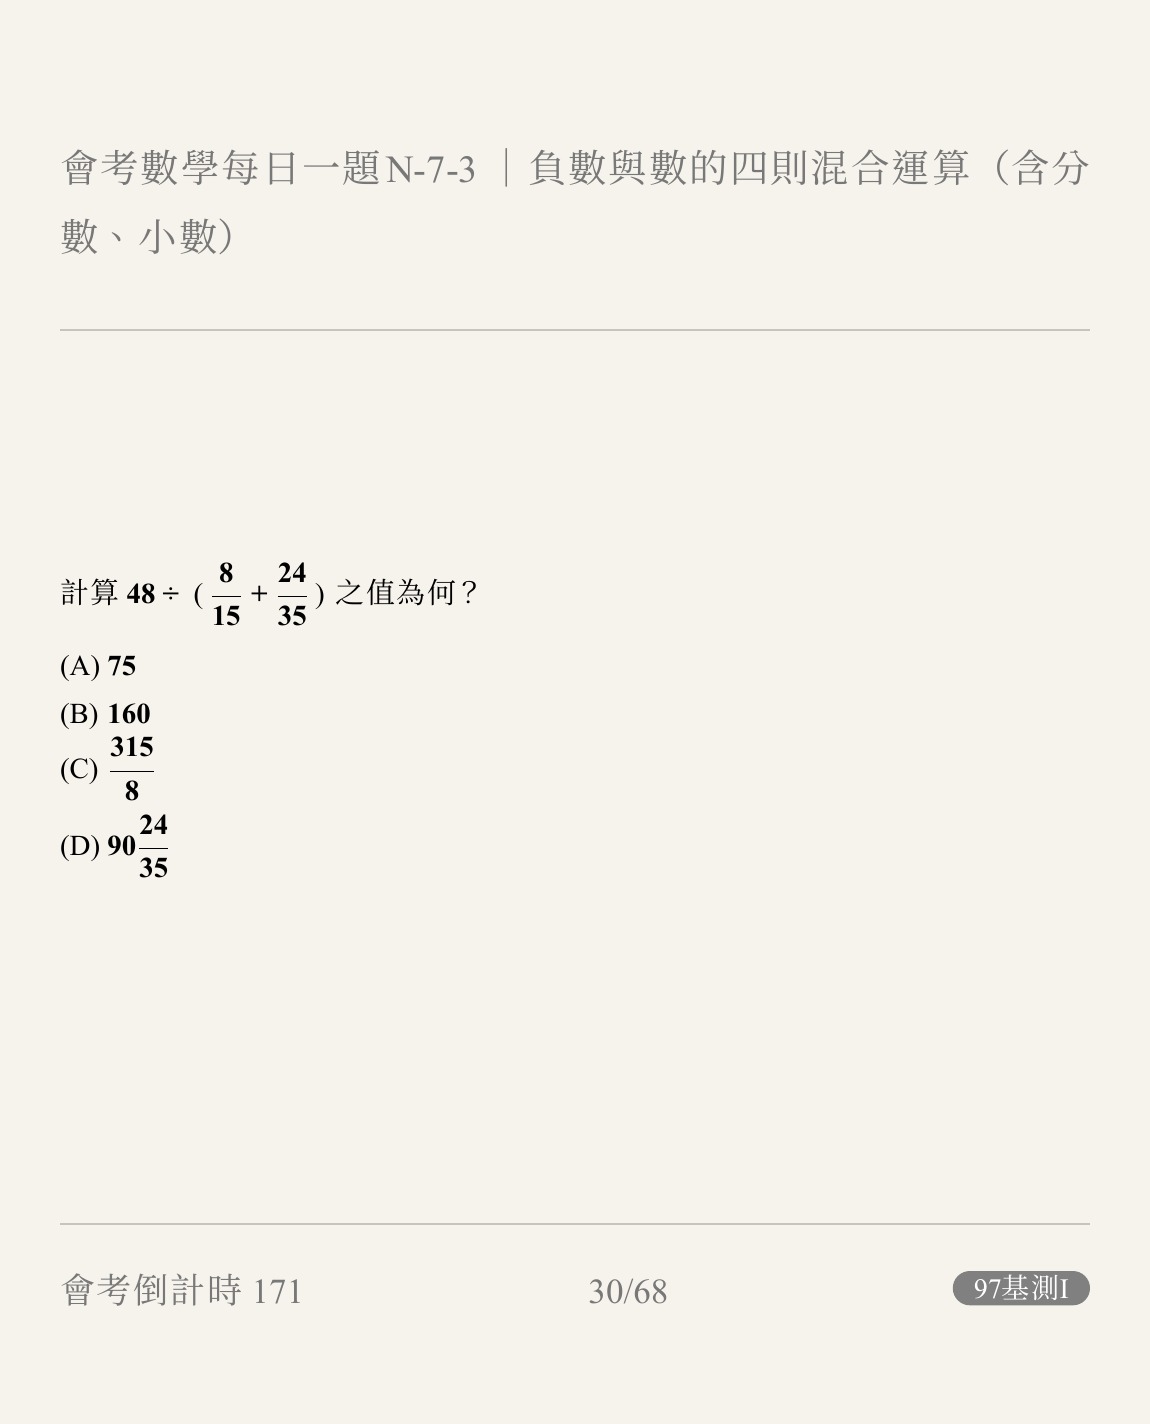 會考數學每日一題N-7-3 ｜負數與數的四則混合運算（含分
數、小數）
計算 48 ÷ ( 8/15 + 24/35 ) 之值為何？
(A) 75
(B) 160
(C) 315/8
(D) 90 24/35
會考倒計時 171
30/68
97基測I